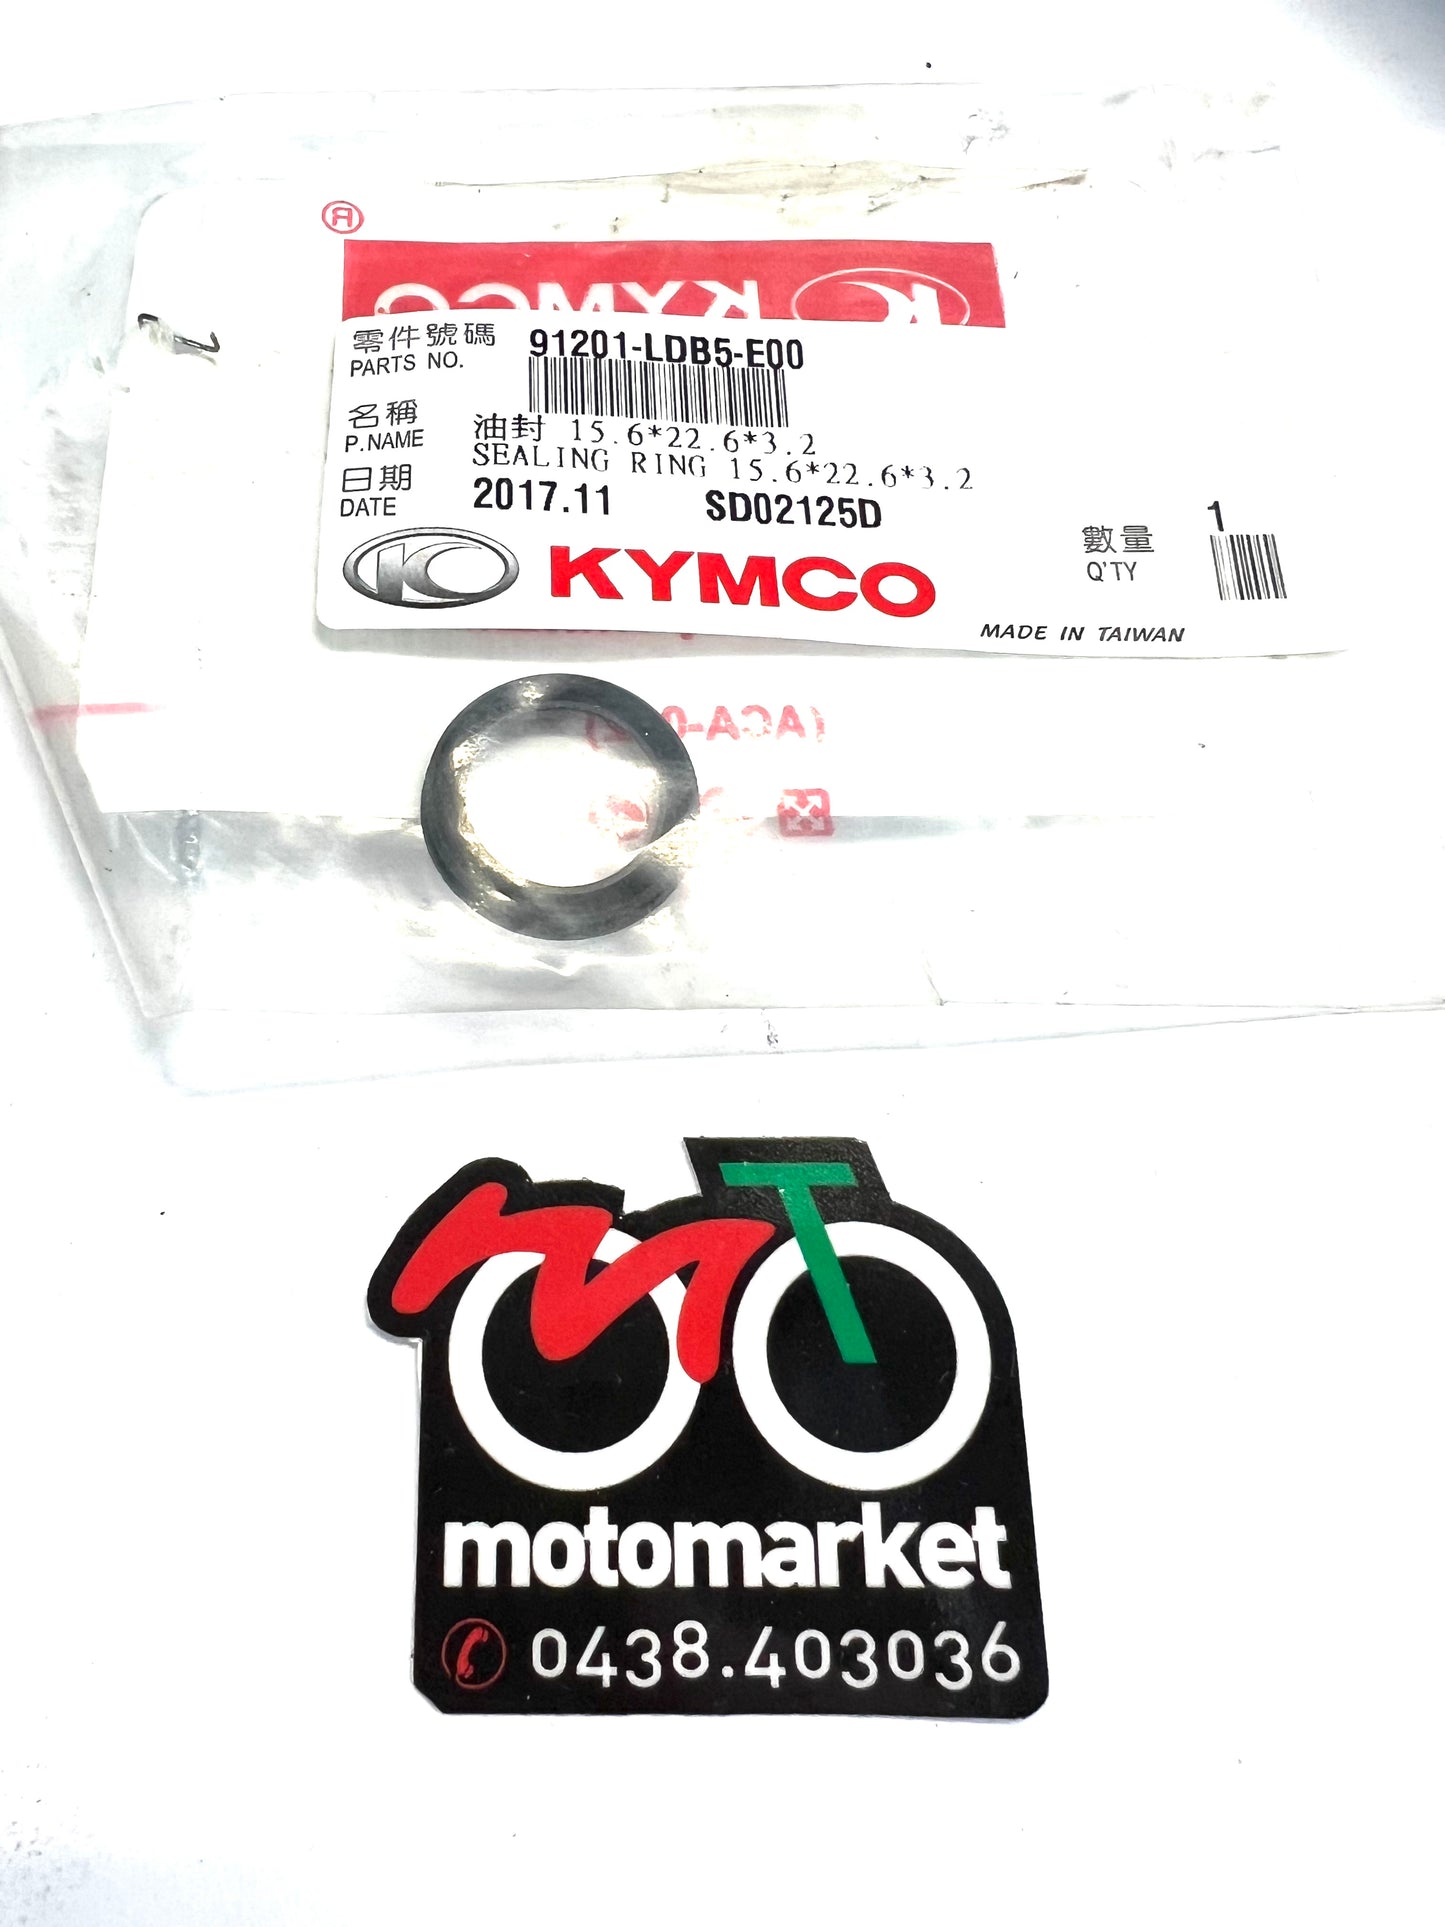 零件號碼 91201-LDB5-E00
PARTS NO.
名稱 油封 15.6*22.6*3.2
P.NAME SEALING RING 15.6*22.6*3.2
日期 2017.11 SD02125D
DATE
數量 1
Q'TY
KYMCO
MADE IN TAIWAN
KYMCO
motomarket
0438.403036